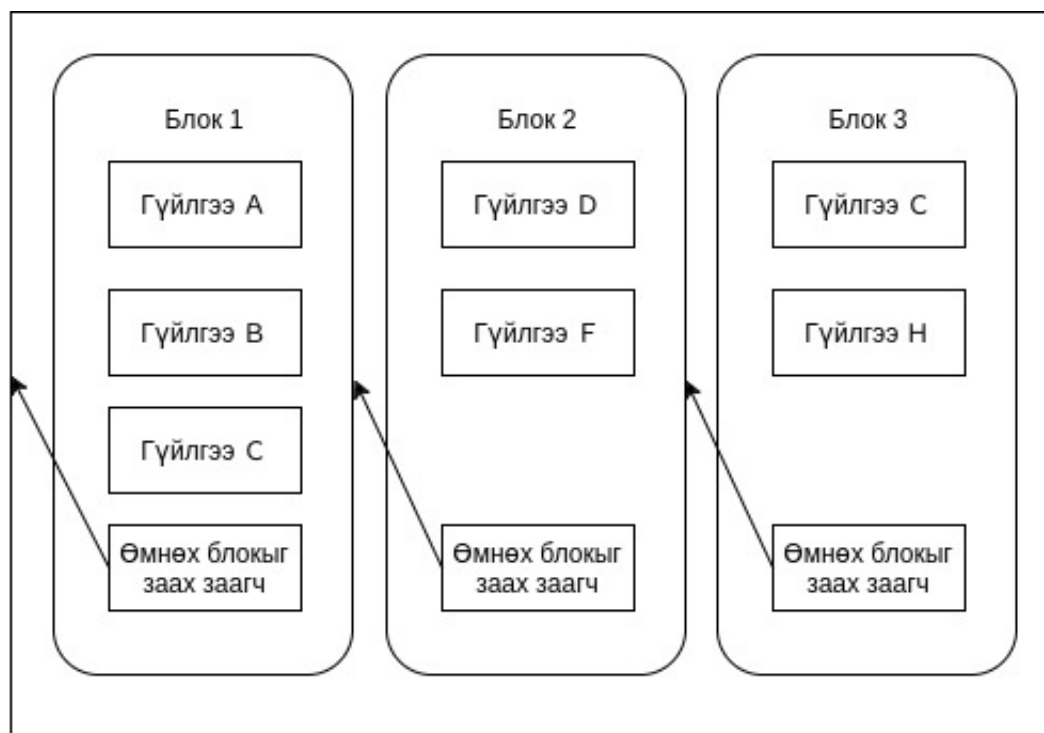 Блок 1
Гүйлгээ A
Гүйлгээ B
Гүйлгээ C
Өмнөх блокыг
заах заагч
Блок 2
Гүйлгээ D
Гүйлгээ F
Өмнөх блокыг
заах заагч
Блок 3
Гүйлгээ C
Гүйлгээ H
Өмнөх блокыг
заах заагч